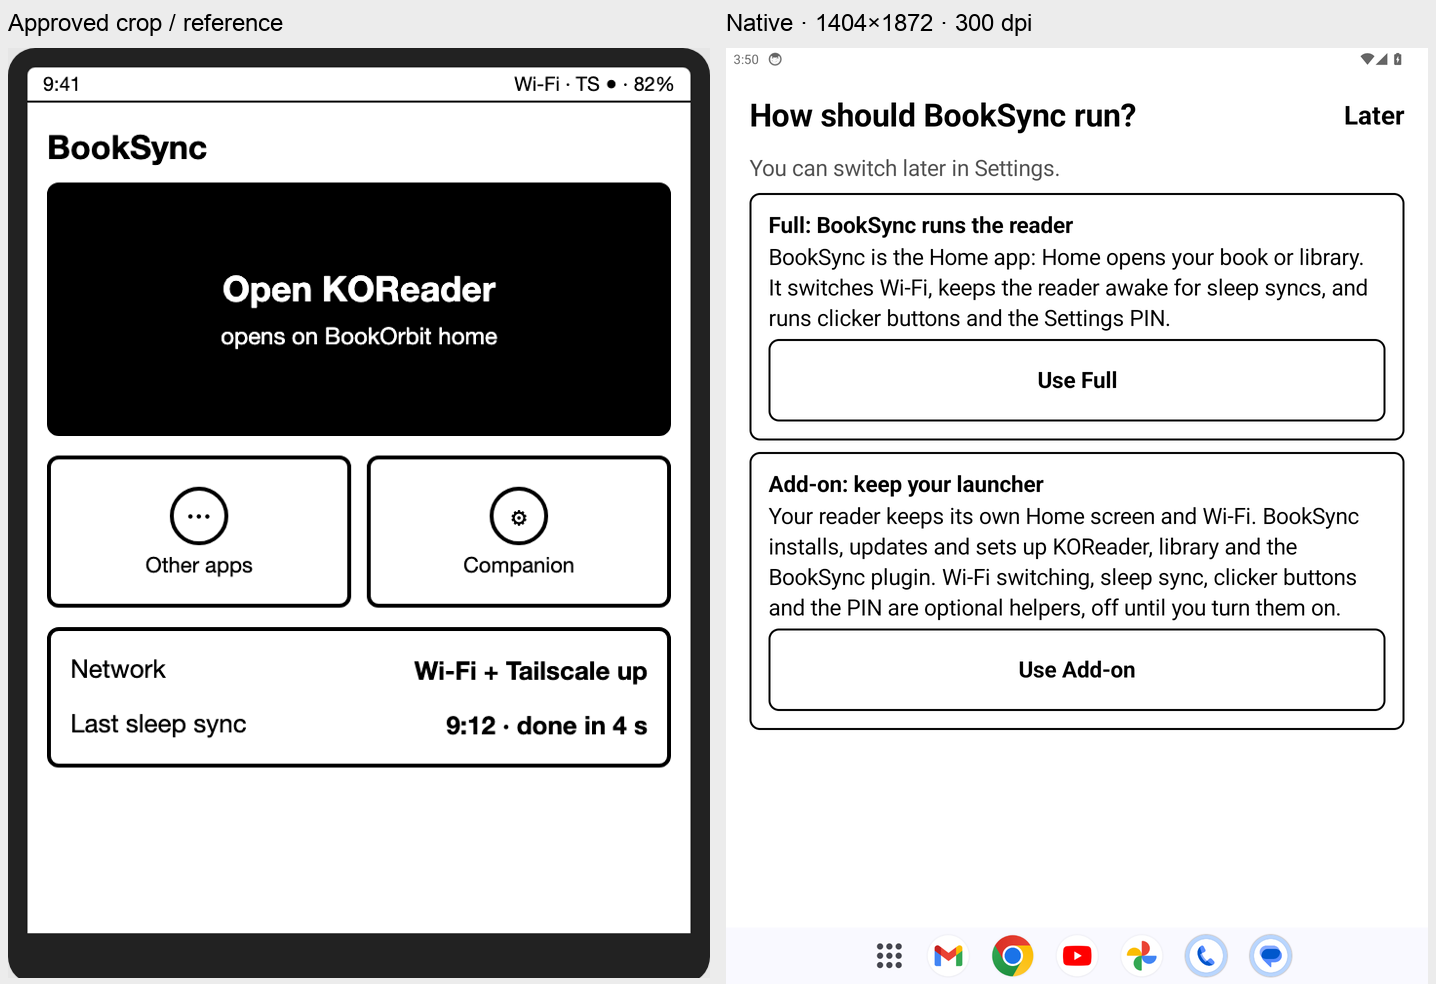 Approved crop / reference
9:41
Wi-Fi · TS ● · 82%
BookSync
Open KOReader
opens on BookOrbit home
Other apps
Companion
Network
Wi-Fi + Tailscale up
Last sleep sync
9:12 · done in 4 s
Native · 1404×1872 · 300 dpi
3:50
How should BookSync run?
Later
You can switch later in Settings.
Full: BookSync runs the reader
BookSync is the Home app: Home opens your book or library.
It switches Wi-Fi, keeps the reader awake for sleep syncs, and
runs clicker buttons and the Settings PIN.
Use Full
Add-on: keep your launcher
Your reader keeps its own Home screen and Wi-Fi. BookSync
installs, updates and sets up KOReader, library and the
BookSync plugin. Wi-Fi switching, sleep sync, clicker buttons
and the PIN are optional helpers, off until you turn them on.
Use Add-on